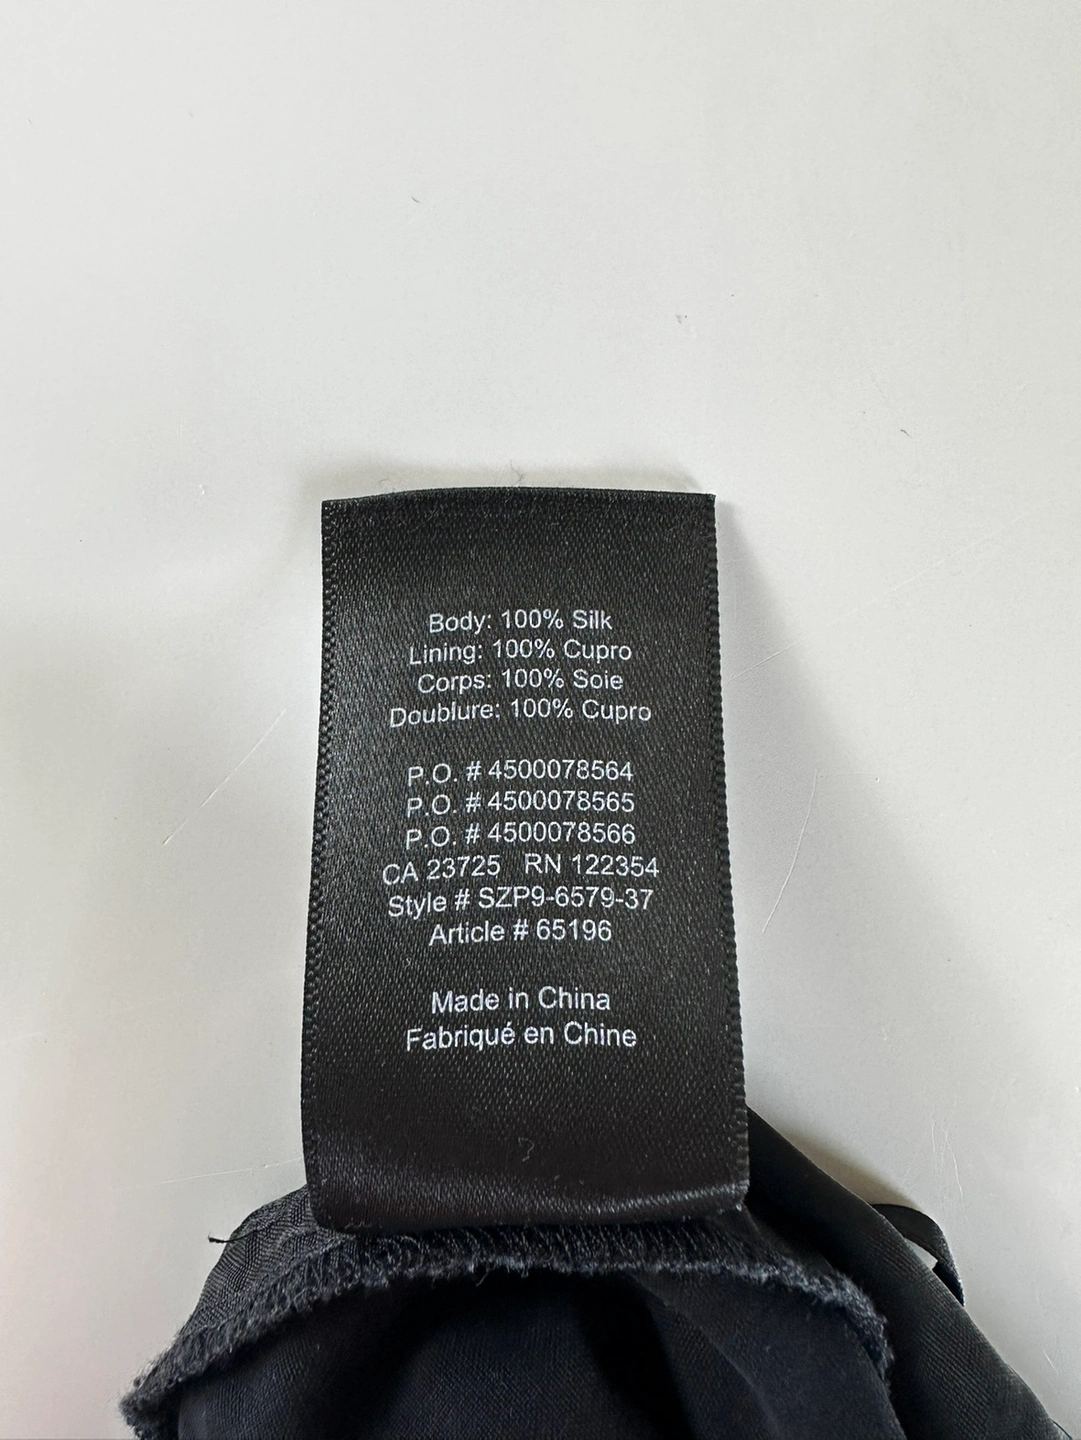 Body: 100% Silk
Lining: 100% Cupro
Corps: 100% Soie
Doublure: 100% Cupro
P.O. # 4500078564
P.O. # 4500078565
P.O. # 4500078566
CA 23725 RN 122354
Style # SZP9-6579-37
Article # 65196
Made in China
Fabriqué en Chine